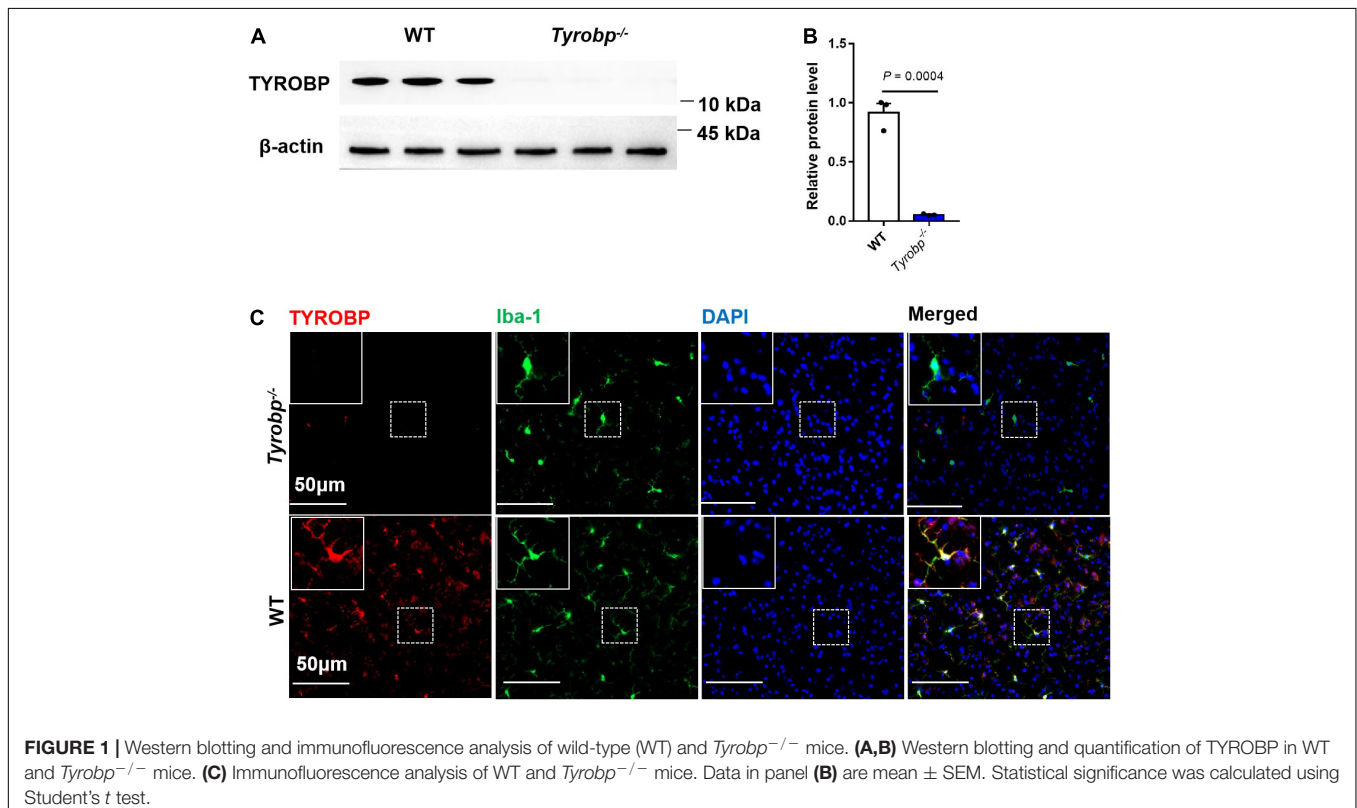 A
WT Tyrobp-/-
TYROBP
10 kDa
45 kDa
β-actin
B
1.5
P = 0.0004
1.0
0.5
0.0
Relative protein level
WT
Tyrobp-/-
C
TYROBP Iba-1 DAPI Merged
Tyrobp-/-
50μm
WT
50μm
FIGURE 1 | Western blotting and immunofluorescence analysis of wild-type (WT) and Tyrobp−/− mice. (A,B) Western blotting and quantification of TYROBP in WT
and Tyrobp−/− mice. (C) Immunofluorescence analysis of WT and Tyrobp−/− mice. Data in panel (B) are mean ± SEM. Statistical significance was calculated using
Student's t test.